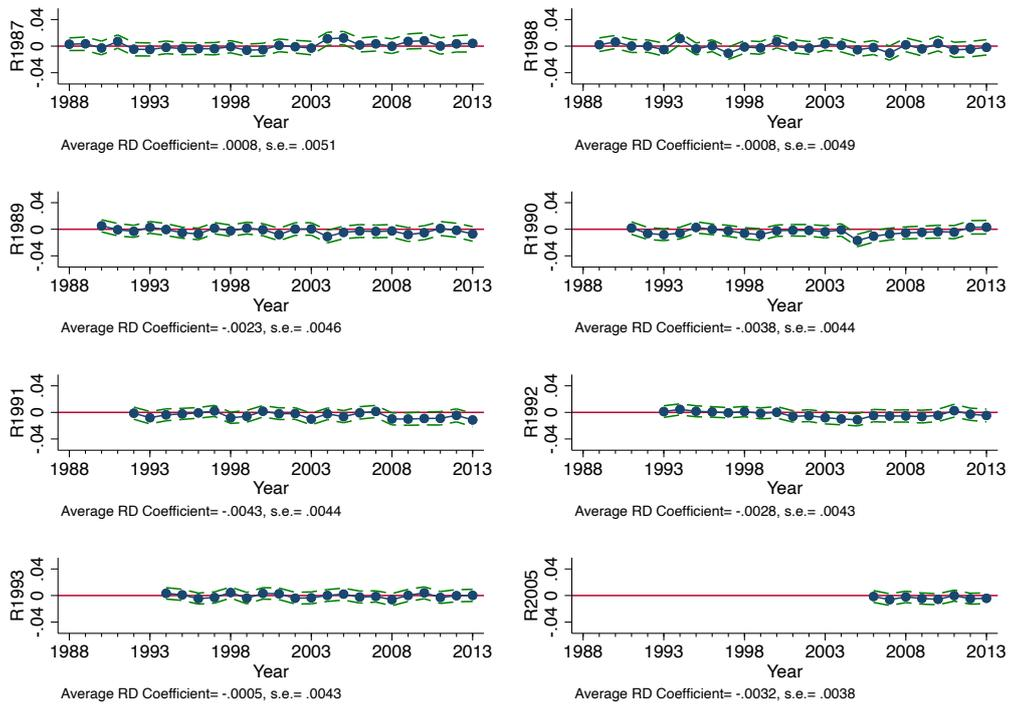 R1987
.04
0
-.04
1988 1993 1998 2003 2008 2013
Year
Average RD Coefficient= .0008, s.e.= .0051
R1988
.04
0
-.04
1988 1993 1998 2003 2008 2013
Year
Average RD Coefficient= -.0008, s.e.= .0049
R1989
.04
0
-.04
1988 1993 1998 2003 2008 2013
Year
Average RD Coefficient= -.0023, s.e.= .0046
R1990
.04
0
-.04
1988 1993 1998 2003 2008 2013
Year
Average RD Coefficient= -.0038, s.e.= .0044
R1991
.04
0
-.04
1988 1993 1998 2003 2008 2013
Year
Average RD Coefficient= -.0043, s.e.= .0044
R1992
.04
0
-.04
1988 1993 1998 2003 2008 2013
Year
Average RD Coefficient= -.0028, s.e.= .0043
R1993
.04
0
-.04
1988 1993 1998 2003 2008 2013
Year
Average RD Coefficient= -.0005, s.e.= .0043
R2005
.04
0
-.04
1988 1993 1998 2003 2008 2013
Year
Average RD Coefficient= -.0032, s.e.= .0038